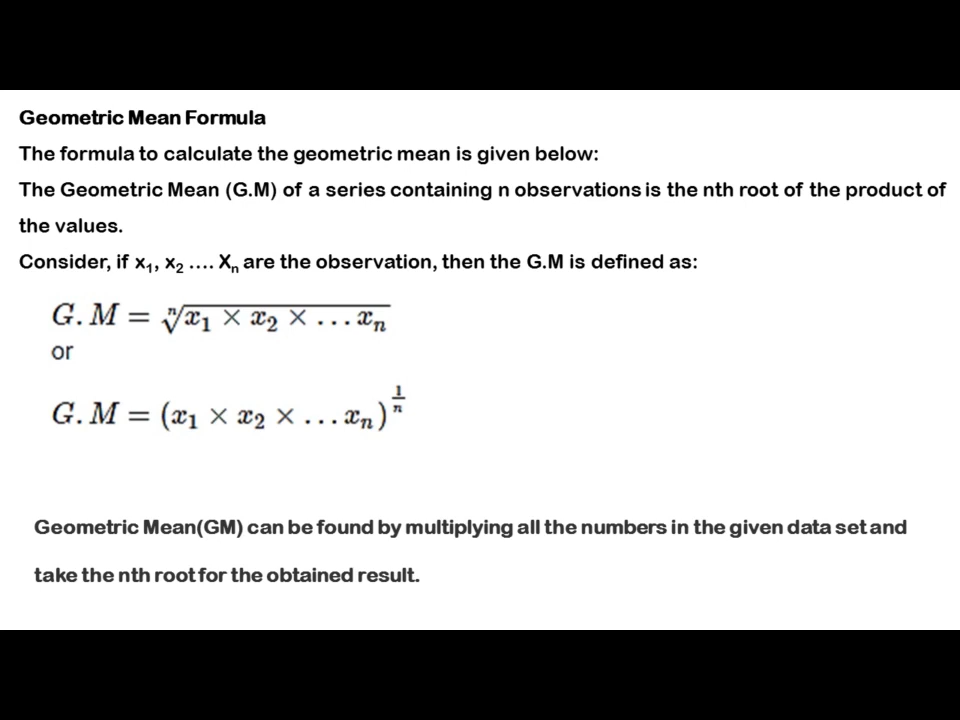 Geometric Mean Formula
The formula to calculate the geometric mean is given below:
The Geometric Mean (G.M) of a series containing n observations is the nth root of the product of
the values.
Consider, if x₁, x₂ …. Xₙ are the observation, then the G.M is defined as:
G. M = ⁿ√(x₁ × x₂ × … xₙ)
or
G. M = (x₁ × x₂ × … xₙ)^(1/n)
Geometric Mean(GM) can be found by multiplying all the numbers in the given data set and
take the nth root for the obtained result.